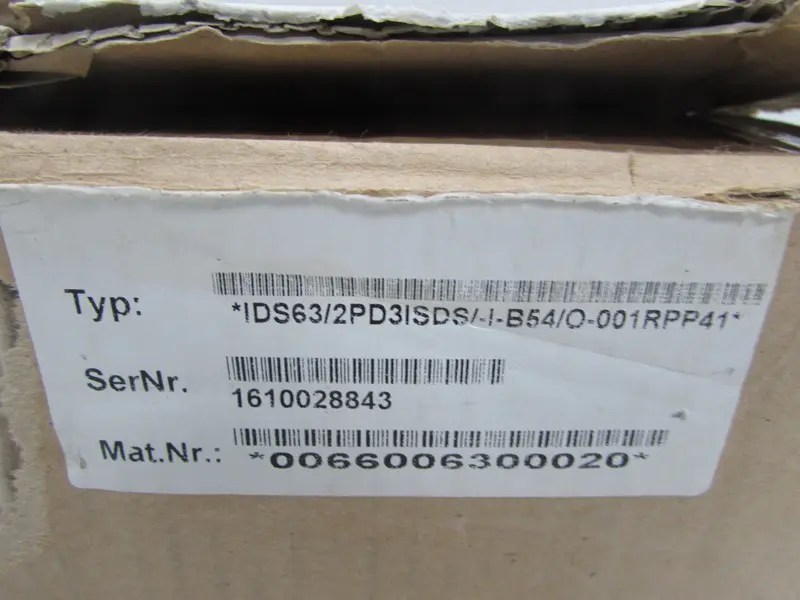 Typ:
*IDS63/2PD3ISDS/-I-B54/O-001RPP41*
SerNr.
1610028843
Mat.Nr.:
*0066006300020*